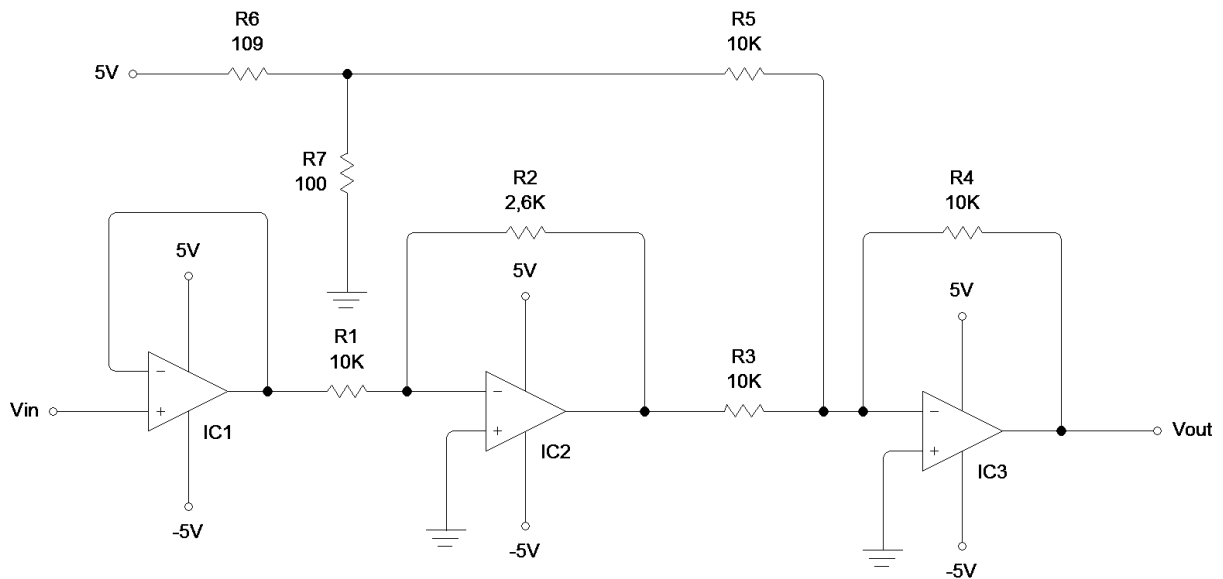 R6
109
R5
10K
5V
R7
100
R2
2,6K
R4
10K
5V
5V
5V
R1
10K
R3
10K
Vin
−
+
IC1
−
+
IC2
−
+
IC3
Vout
-5V
-5V
-5V